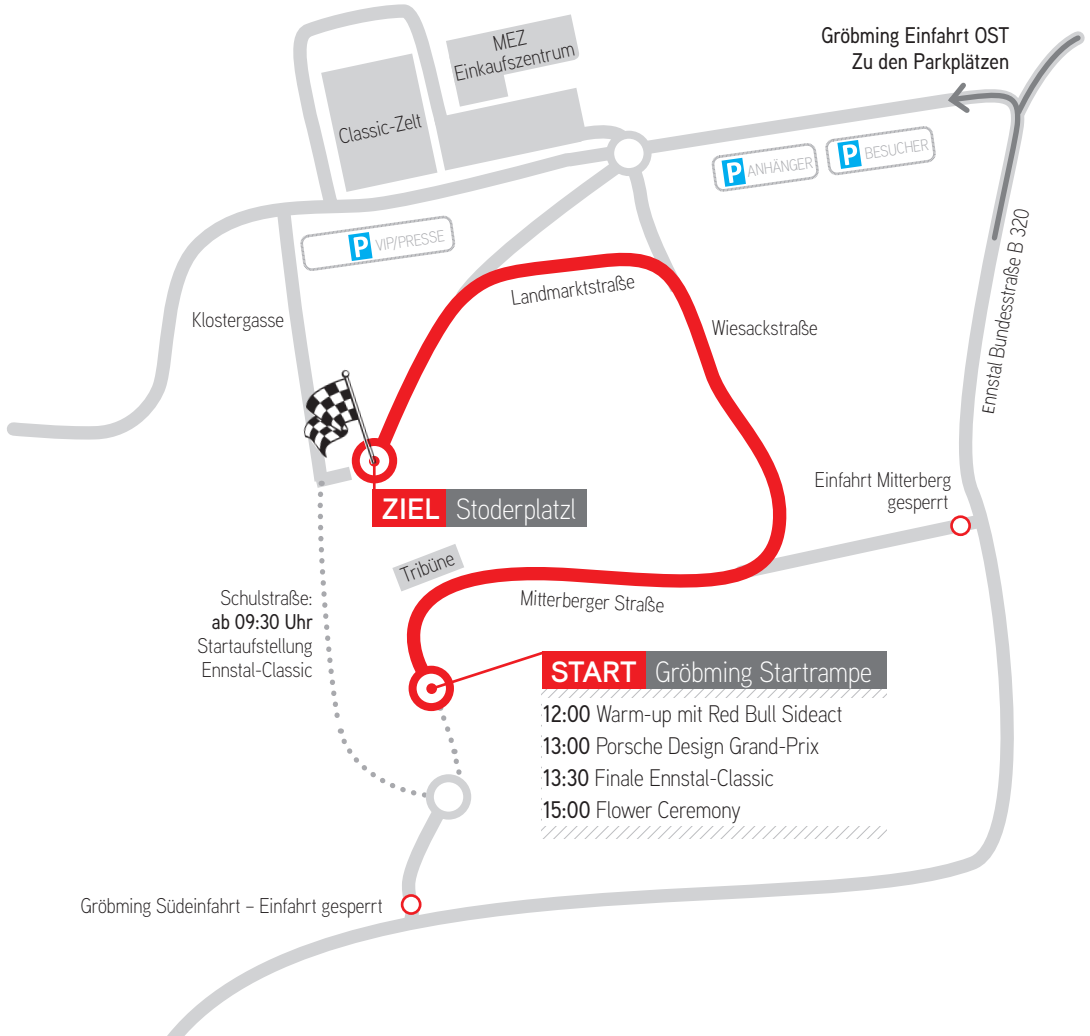 Gröbming Einfahrt OST
Zu den Parkplätzen
MEZ
Einkaufszentrum
Classic-Zelt
P ANHÄNGER
P BESUCHER
P VIP/PRESSE
Ennstal Bundesstraße B 320
Landmarktstraße
Klostergasse
Wiesackstraße
Einfahrt Mitterberg
gesperrt
ZIEL Stoderplatzl
Tribüne
Mitterberger Straße
Schulstraße:
ab 09:30 Uhr
Startaufstellung
Ennstal-Classic
START Gröbming Startrampe
12:00 Warm-up mit Red Bull Sideact
13:00 Porsche Design Grand-Prix
13:30 Finale Ennstal-Classic
15:00 Flower Ceremony
Gröbming Südeinfahrt – Einfahrt gesperrt